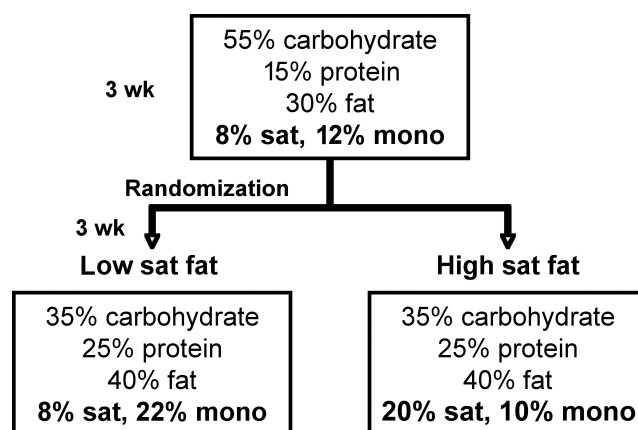 55% carbohydrate
15% protein
3 wk
30% fat
8% sat, 12% mono
Randomization
3 wk
Low sat fat
35% carbohydrate
25% protein
40% fat
8% sat, 22% mono
High sat fat
35% carbohydrate
25% protein
40% fat
20% sat, 10% mono